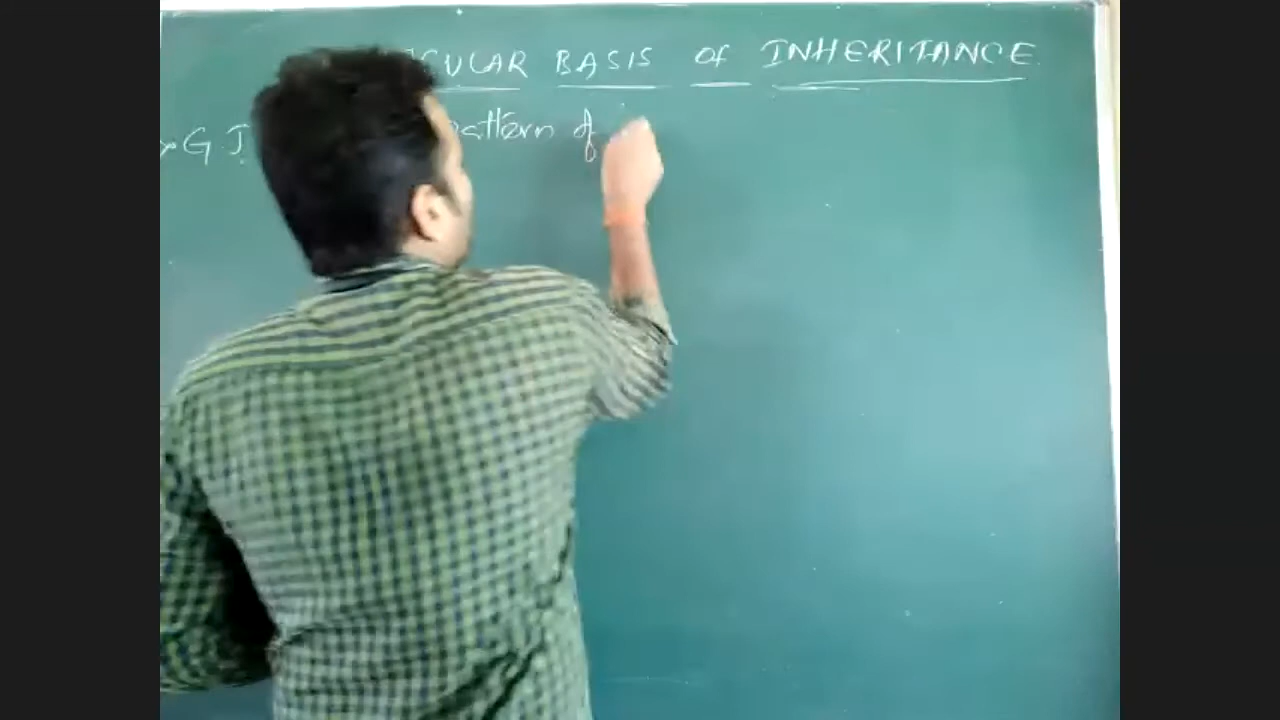 CULAR BASIS of INHERITANCE
G. J. pattern of